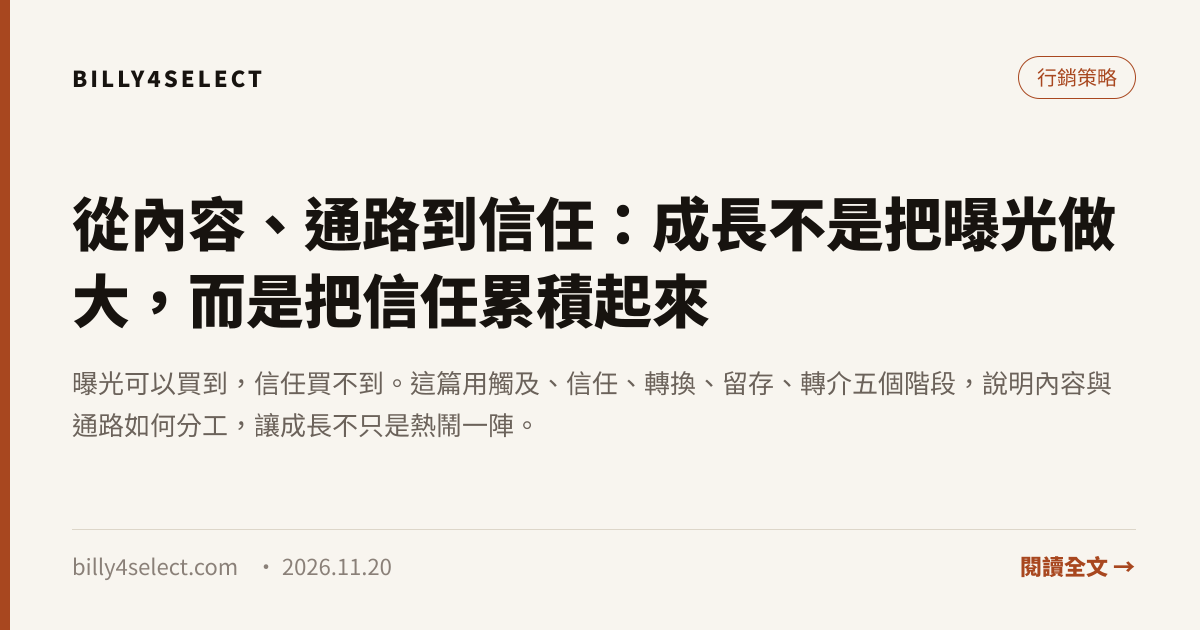 BILLY4SELECT
行銷策略
從內容、通路到信任：成長不是把曝光做
大，而是把信任累積起來
曝光可以買到，信任買不到。這篇用觸及、信任、轉換、留存、轉介五個階段，說明內容與
通路如何分工，讓成長不只是熱鬧一陣。
billy4select.com ・ 2026.11.20
閱讀全文 →